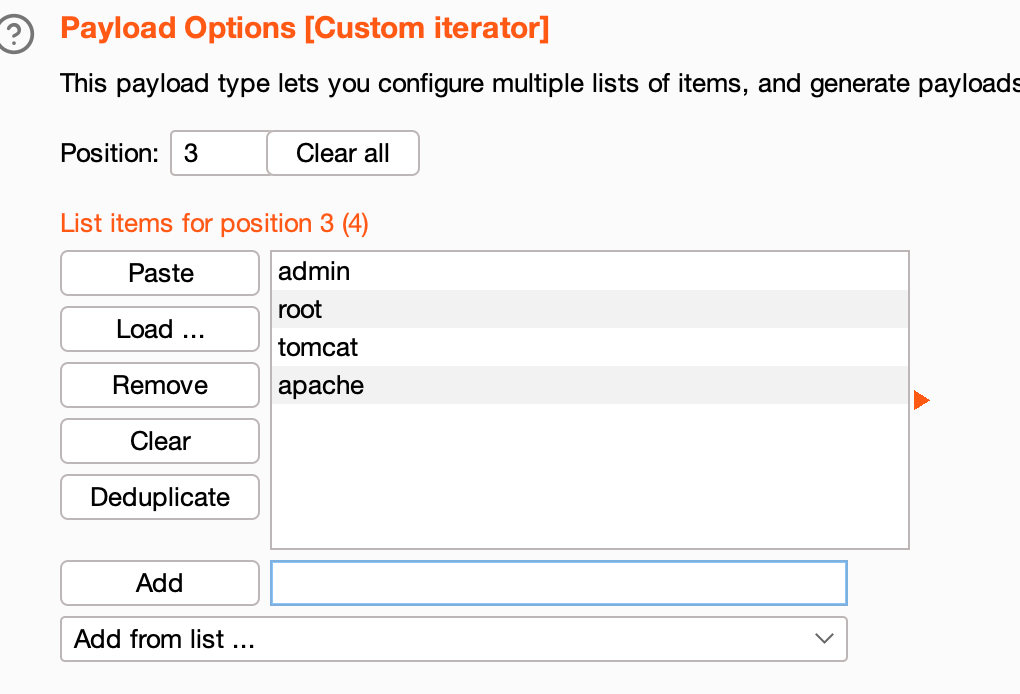 ?
Payload Options [Custom iterator]
This payload type lets you configure multiple lists of items, and generate payloads
Position: 3 Clear all
List items for position 3 (4)
Paste
Load ...
Remove
Clear
Deduplicate
admin
root
tomcat
apache
Add
Add from list ...